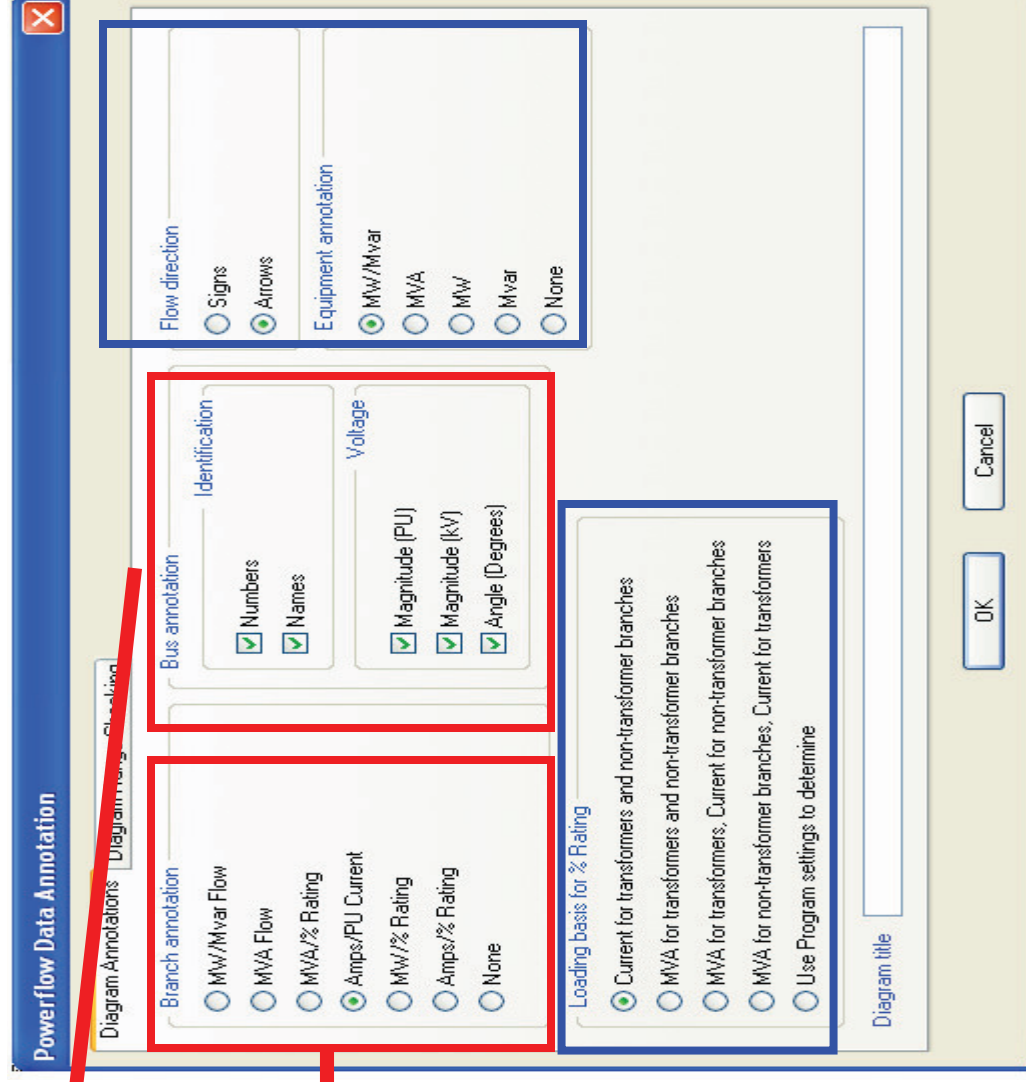 Powerflow Data Annotation
Diagram Annotations
Diagram Range Checking
Branch annotation
MW/Mvar Flow
MVA Flow
MVA/% Rating
Amps/PU Current
MW/% Rating
Amps/% Rating
None
Bus annotation
Identification
Numbers
Names
Voltage
Magnitude (PU)
Magnitude (kV)
Angle (Degrees)
Flow direction
Signs
Arrows
Equipment annotation
MW/Mvar
MVA
MW
Mvar
None
Loading basis for % Rating
Current for transformers and non-transformer branches
MVA for transformers and non-transformer branches
MVA for transformers, Current for non-transformer branches
MVA for non-transformer branches, Current for transformers
Use Program settings to determine
Diagram title
OK
Cancel